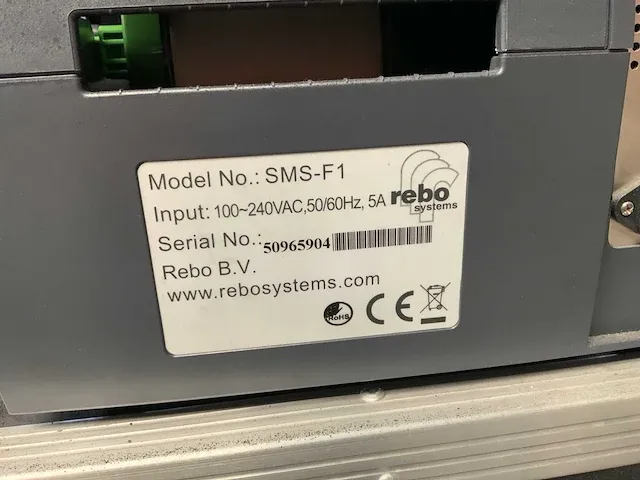 Model No.: SMS-F1
rebo
systems
Input: 100~240VAC,50/60Hz, 5A
Serial No.: 50965904
Rebo B.V.
www.rebosystems.com
RoHS
CE